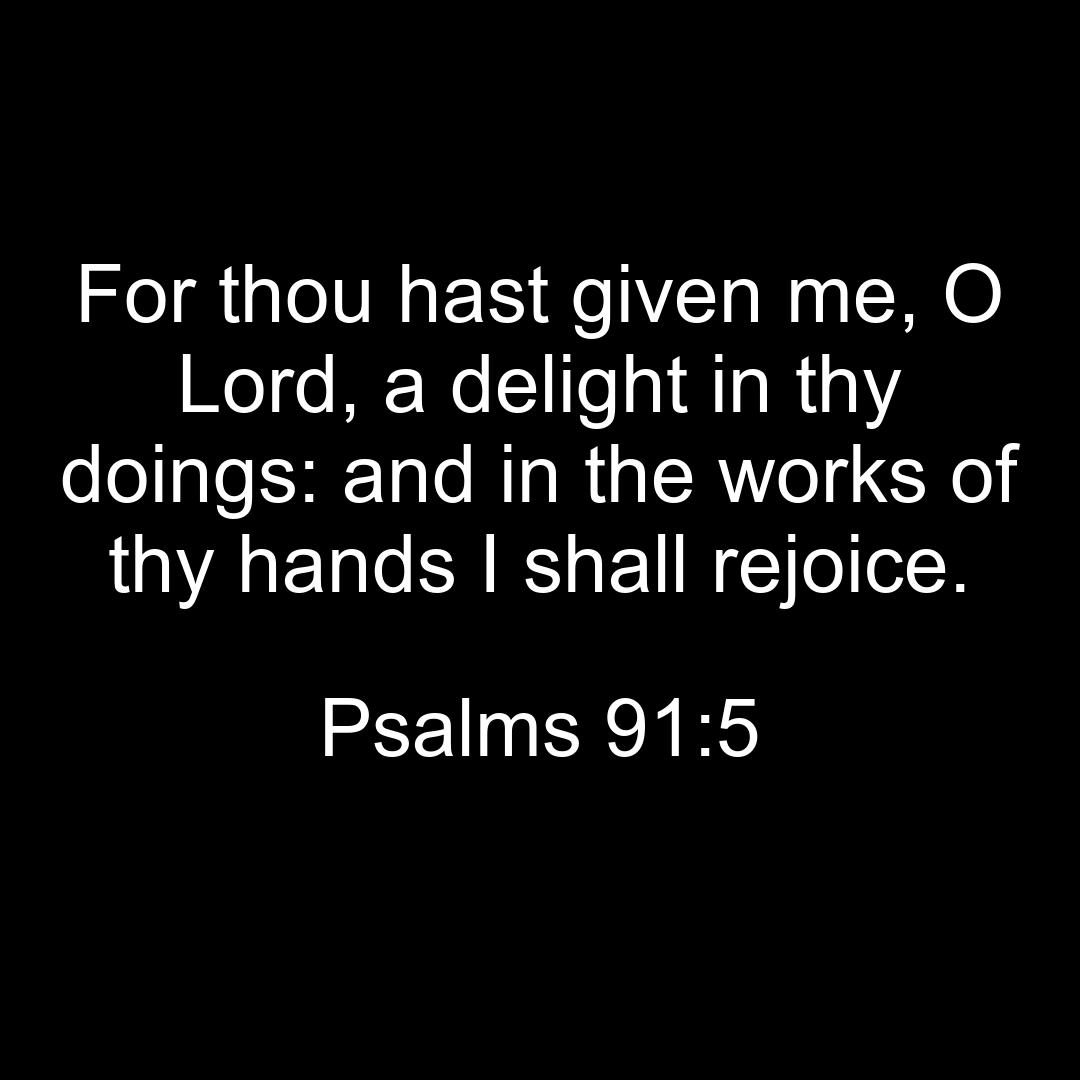 For thou hast given me, O
Lord, a delight in thy
doings: and in the works of
thy hands I shall rejoice.
Psalms 91:5